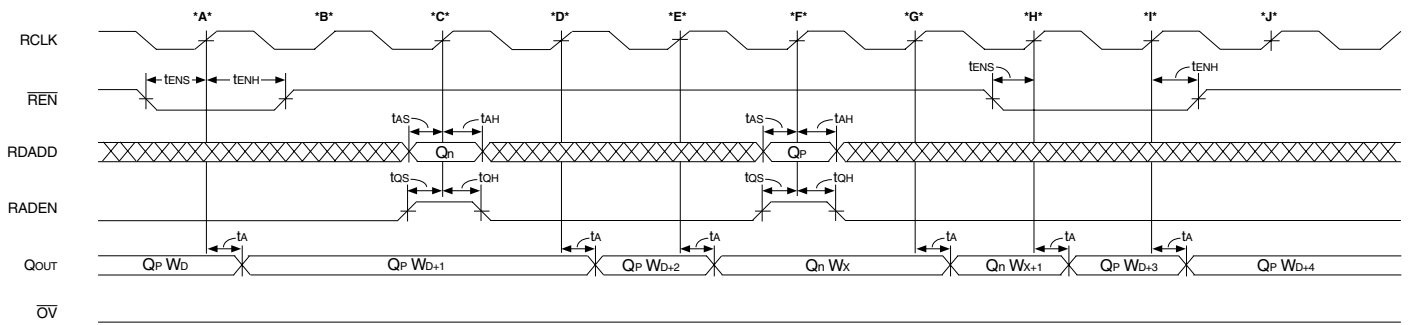 *A* *B* *C* *D* *E* *F* *G* *H* *I* *J*
RCLK
tENS tENH tENS tENH
REN
tAS tAH tAS tAH
RDADD Qn QP
tQS tQH tQS tQH
RADEN
tA tA tA tA tA tA
QOUT QP WD QP WD+1 QP WD+2 Qn WX Qn WX+1 QP WD+3 QP WD+4
OV